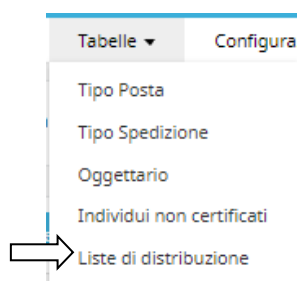 Tabelle ▾ Configura
Tipo Posta
Tipo Spedizione
Oggettario
Individui non certificati
Liste di distribuzione